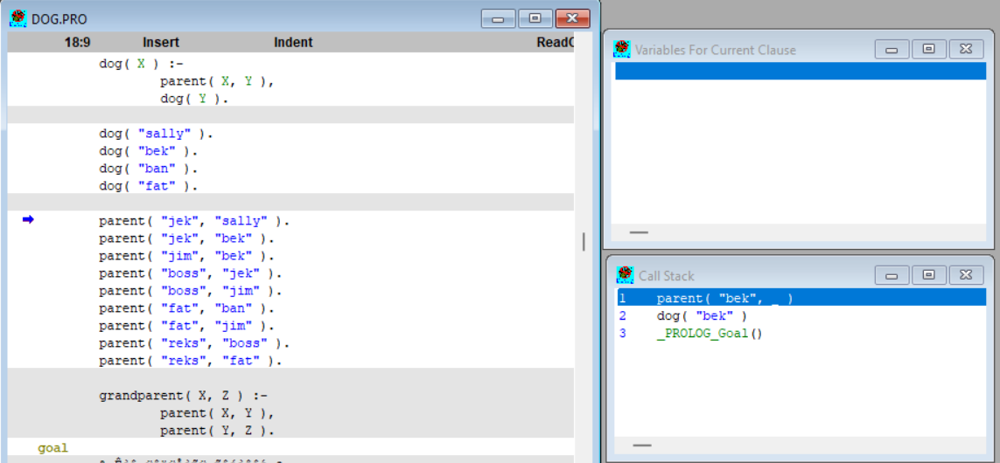 DOG.PRO
18:9 Insert Indent ReadO
dog( X ) :-
parent( X, Y ),
dog( Y ).
dog( "sally" ).
dog( "bek" ).
dog( "ban" ).
dog( "fat" ).
parent( "jek", "sally" ).
parent( "jek", "bek" ).
parent( "jim", "bek" ).
parent( "boss", "jek" ).
parent( "boss", "jim" ).
parent( "fat", "ban" ).
parent( "fat", "jim" ).
parent( "reks", "boss" ).
parent( "reks", "fat" ).
grandparent( X, Z ) :-
parent( X, Y ),
parent( Y, Z ).
goal
Variables For Current Clause
Call Stack
1 parent( "bek", _ )
2 dog( "bek" )
3 _PROLOG_Goal()